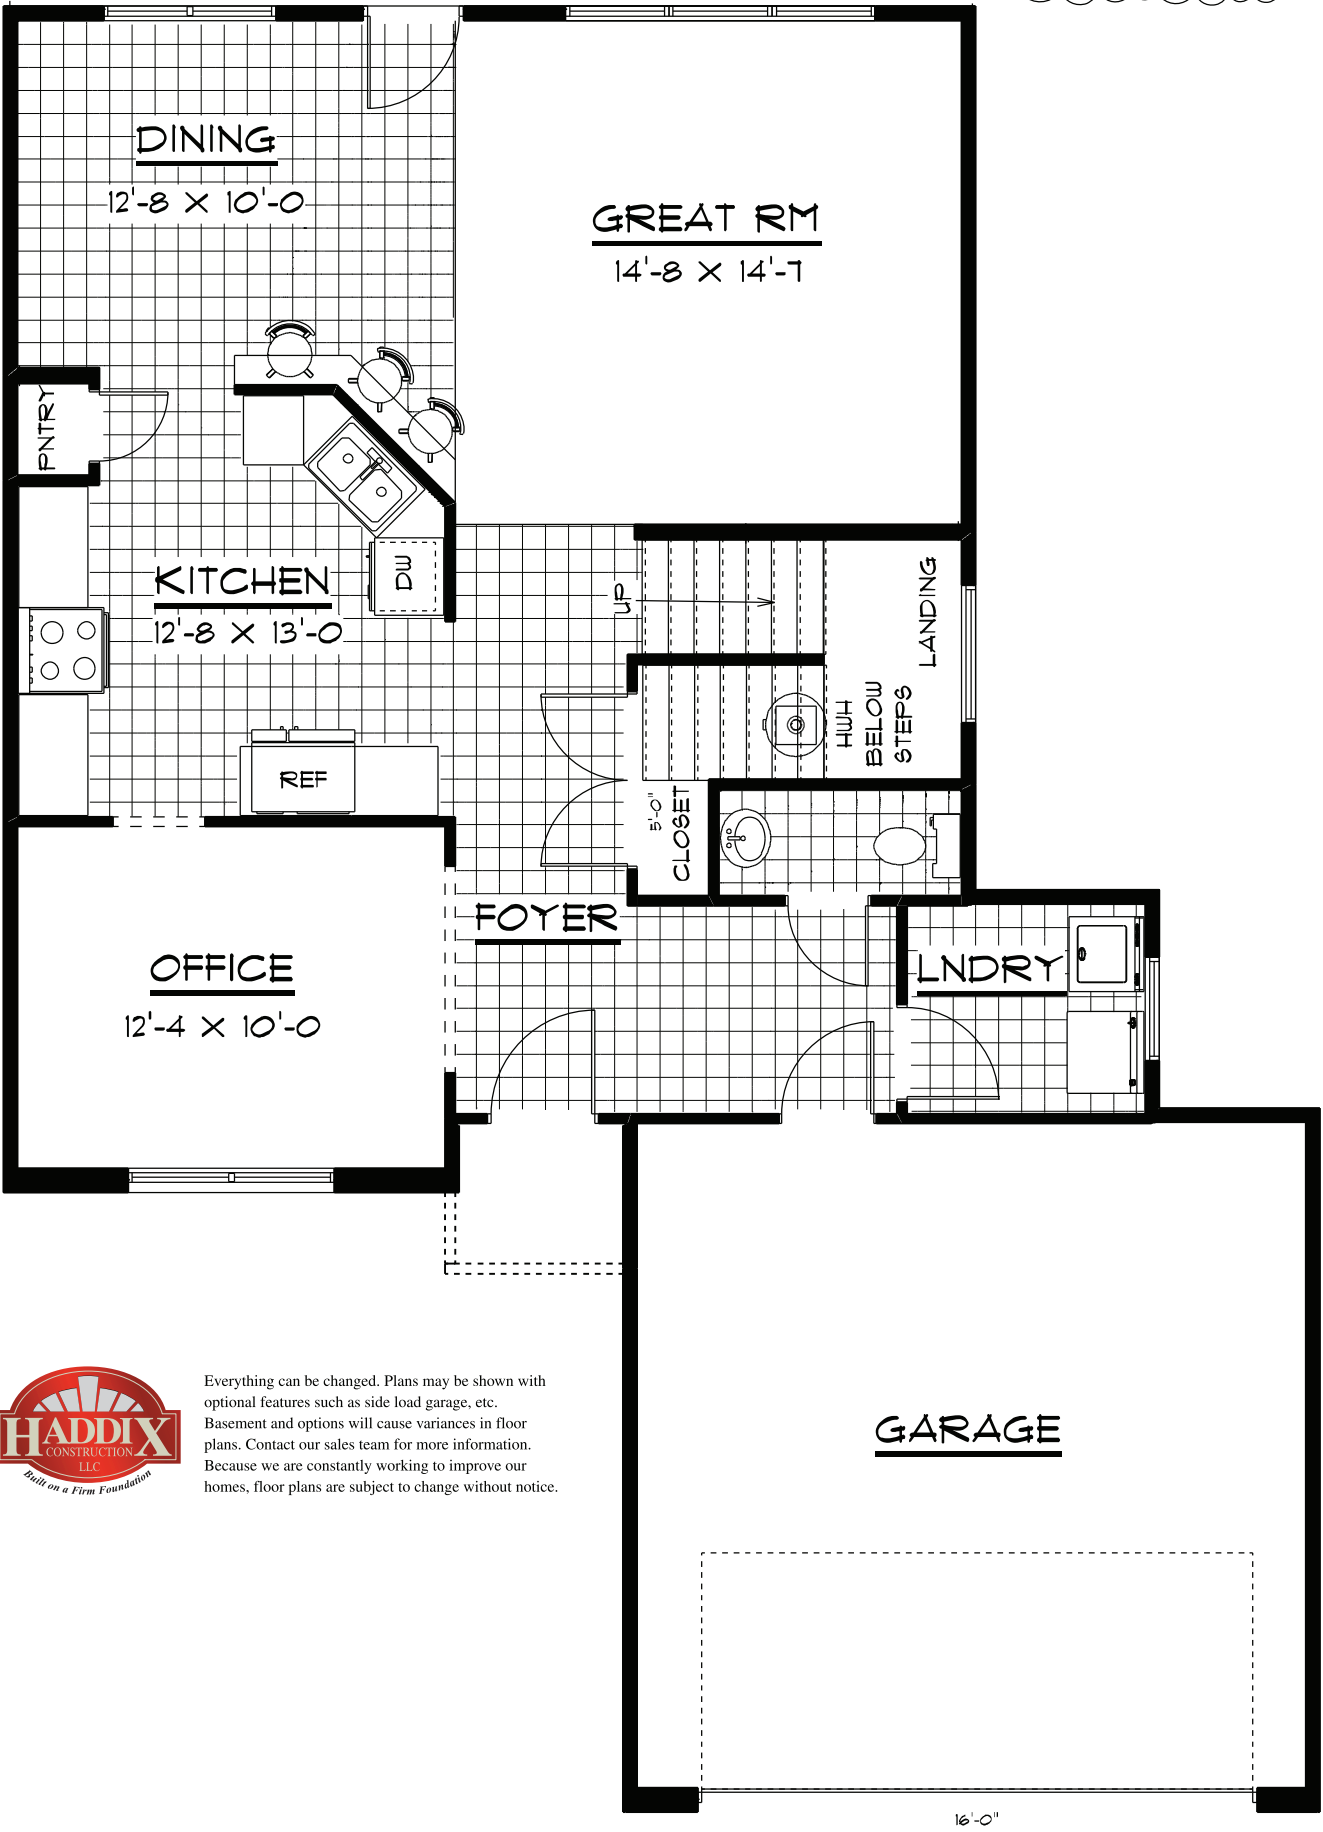 DINING
12'-8 X 10'-0
GREAT RM
14'-8 X 14'-7
PNTRY
KITCHEN
12'-8 X 13'-0
DW
UP
LANDING
HWH
BELOW
STEPS
REF
5'-0"
CLOSET
FOYER
OFFICE
12'-4 X 10'-0
LNDRY
HADDIX
CONSTRUCTION
LLC
Built on a Firm Foundation
Everything can be changed. Plans may be shown with
optional features such as side load garage, etc.
Basement and options will cause variances in floor
plans. Contact our sales team for more information.
Because we are constantly working to improve our
homes, floor plans are subject to change without notice.
GARAGE
16'-0"